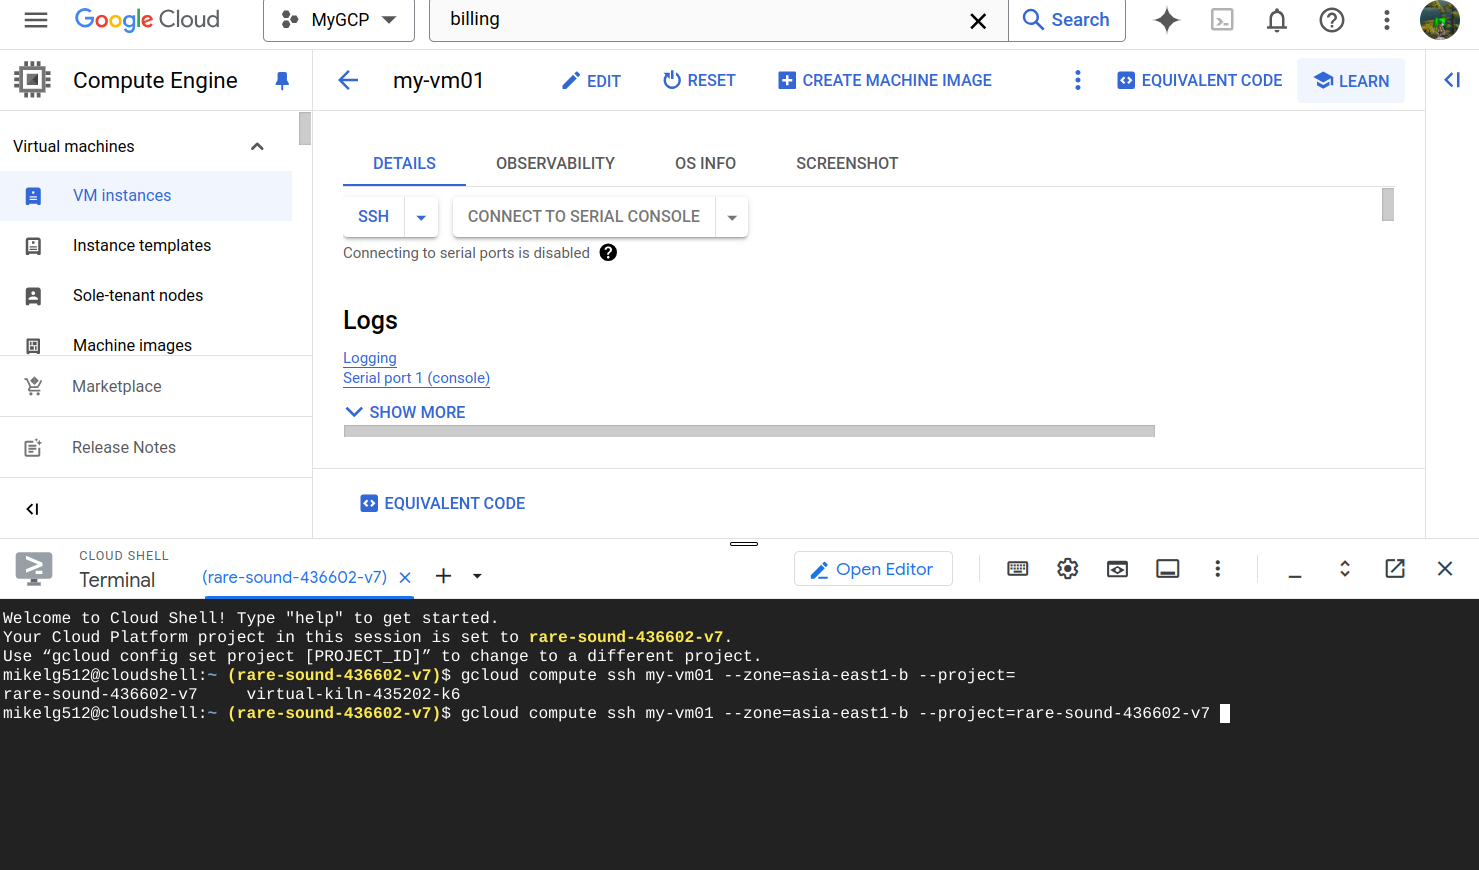 Google Cloud
MyGCP
billing
Search
Compute Engine
my-vm01
EDIT
RESET
CREATE MACHINE IMAGE
EQUIVALENT CODE
LEARN
Virtual machines
VM instances
Instance templates
Sole-tenant nodes
Machine images
Marketplace
Release Notes
DETAILS
OBSERVABILITY
OS INFO
SCREENSHOT
SSH
CONNECT TO SERIAL CONSOLE
Connecting to serial ports is disabled
Logs
Logging
Serial port 1 (console)
SHOW MORE
EQUIVALENT CODE
CLOUD SHELL
Terminal
(rare-sound-436602-v7)
Open Editor
Welcome to Cloud Shell! Type "help" to get started.
Your Cloud Platform project in this session is set to rare-sound-436602-v7.
Use “gcloud config set project [PROJECT_ID]” to change to a different project.
mikelg512@cloudshell:~ (rare-sound-436602-v7)$ gcloud compute ssh my-vm01 --zone=asia-east1-b --project=
rare-sound-436602-v7     virtual-kiln-435202-k6
mikelg512@cloudshell:~ (rare-sound-436602-v7)$ gcloud compute ssh my-vm01 --zone=asia-east1-b --project=rare-sound-436602-v7